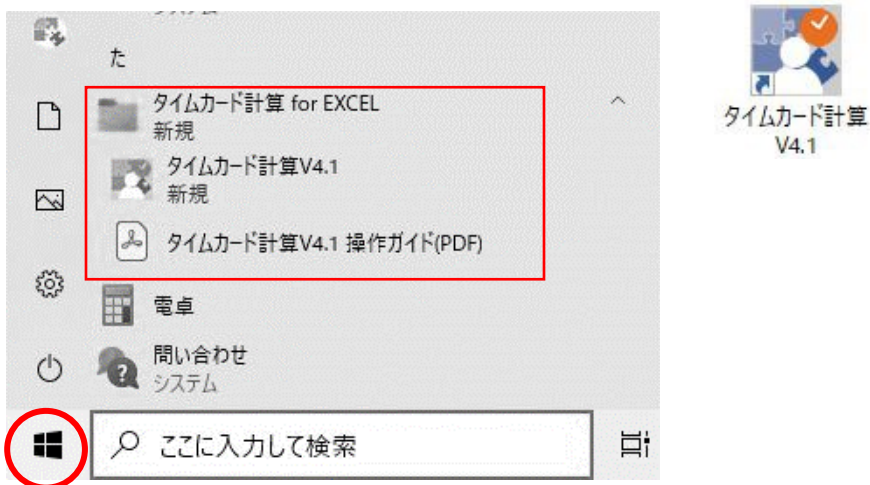 た
タイムカード計算 for EXCEL
新規
タイムカード計算V4.1
新規
タイムカード計算V4.1 操作ガイド(PDF)
電卓
問い合わせ
システム
ここに入力して検索
タイムカード計算
V4.1